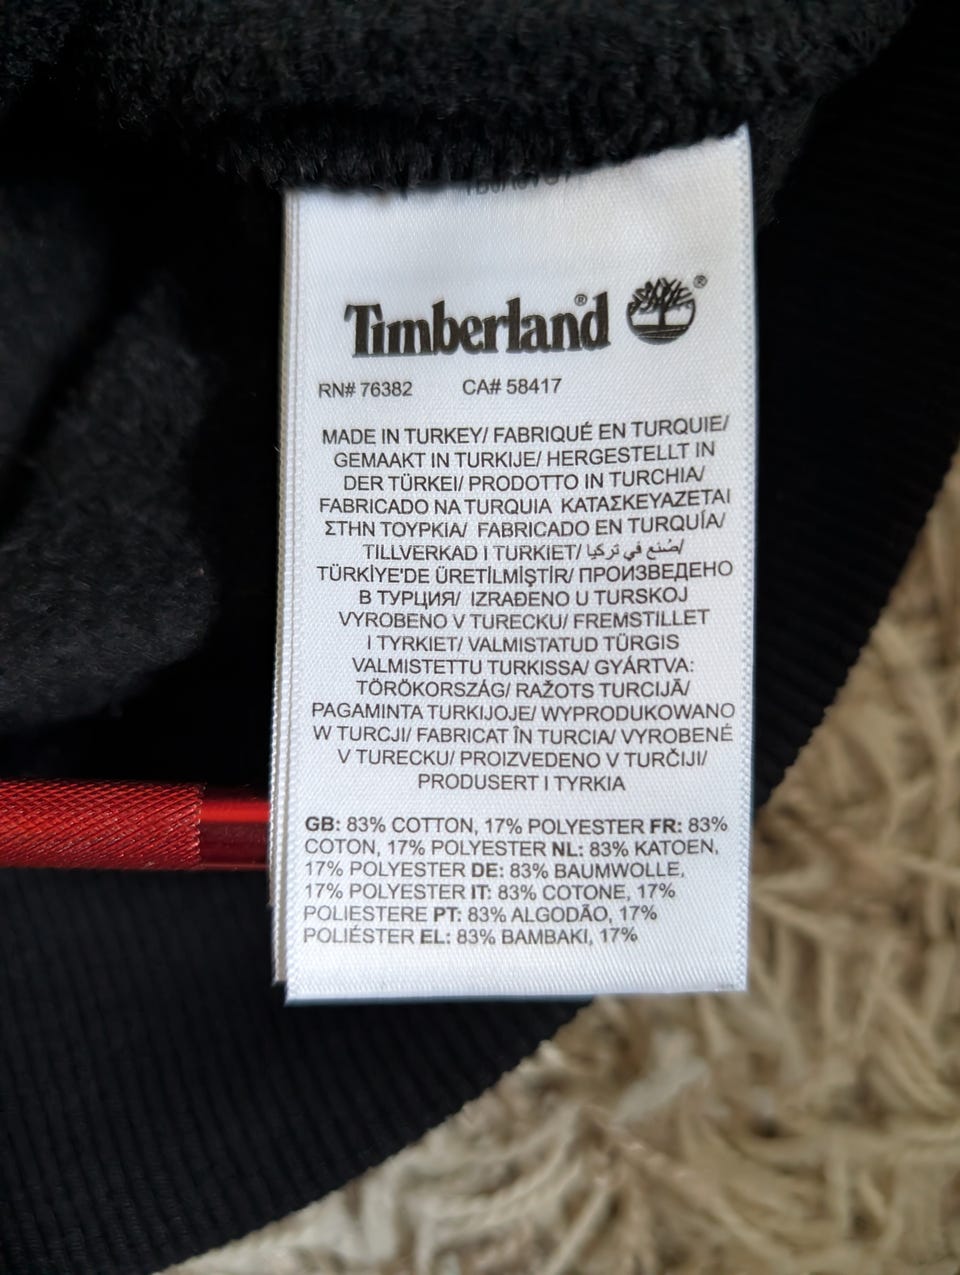 Timberland® ®
RN# 76382 CA# 58417
MADE IN TURKEY/ FABRIQUÉ EN TURQUIE/
GEMAAKT IN TURKIJE/ HERGESTELLT IN
DER TÜRKEI/ PRODOTTO IN TURCHIA/
FABRICADO NA TURQUIA ΚΑΤΑΣΚΕΥΑΖΕΤΑΙ
ΣΤΗΝ ΤΟΥΡΚΙΑ/ FABRICADO EN TURQUÍA/
TILLVERKAD I TURKIET/ صُنع في تركيا/
TÜRKİYE'DE ÜRETİLMİŞTİR/ ПРОИЗВЕДЕНО
В ТУРЦИЯ/ IZRAĐENO U TURSKOJ
VYROBENO V TURECKU/ FREMSTILLET
I TYRKIET/ VALMISTATUD TÜRGIS
VALMISTETTU TURKISSA/ GYÁRTVA:
TÖRÖKORSZÁG/ RAŽOTS TURCIJĀ/
PAGAMINTA TURKIJOJE/ WYPRODUKOWANO
W TURCJI/ FABRICAT ÎN TURCIA/ VYROBENÉ
V TURECKU/ PROIZVEDENO V TURČIJI/
PRODUSERT I TYRKIA
GB: 83% COTTON, 17% POLYESTER FR: 83%
COTON, 17% POLYESTER NL: 83% KATOEN,
17% POLYESTER DE: 83% BAUMWOLLE,
17% POLYESTER IT: 83% COTONE, 17%
POLIESTERE PT: 83% ALGODÃO, 17%
POLIÉSTER EL: 83% ΒΑΜΒΑΚΙ, 17%